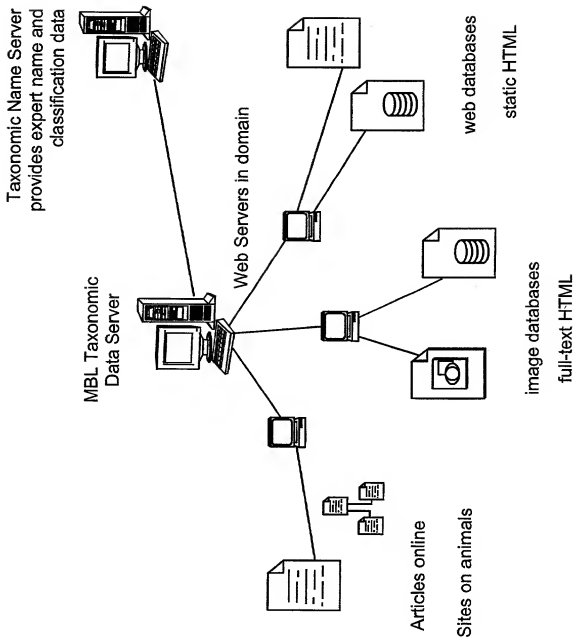 Taxonomic Name Server
provides expert name and
classification data
MBL Taxonomic
Data Server
Web Servers in domain
web databases
static HTML
image databases
full-text HTML
Articles online
Sites on animals